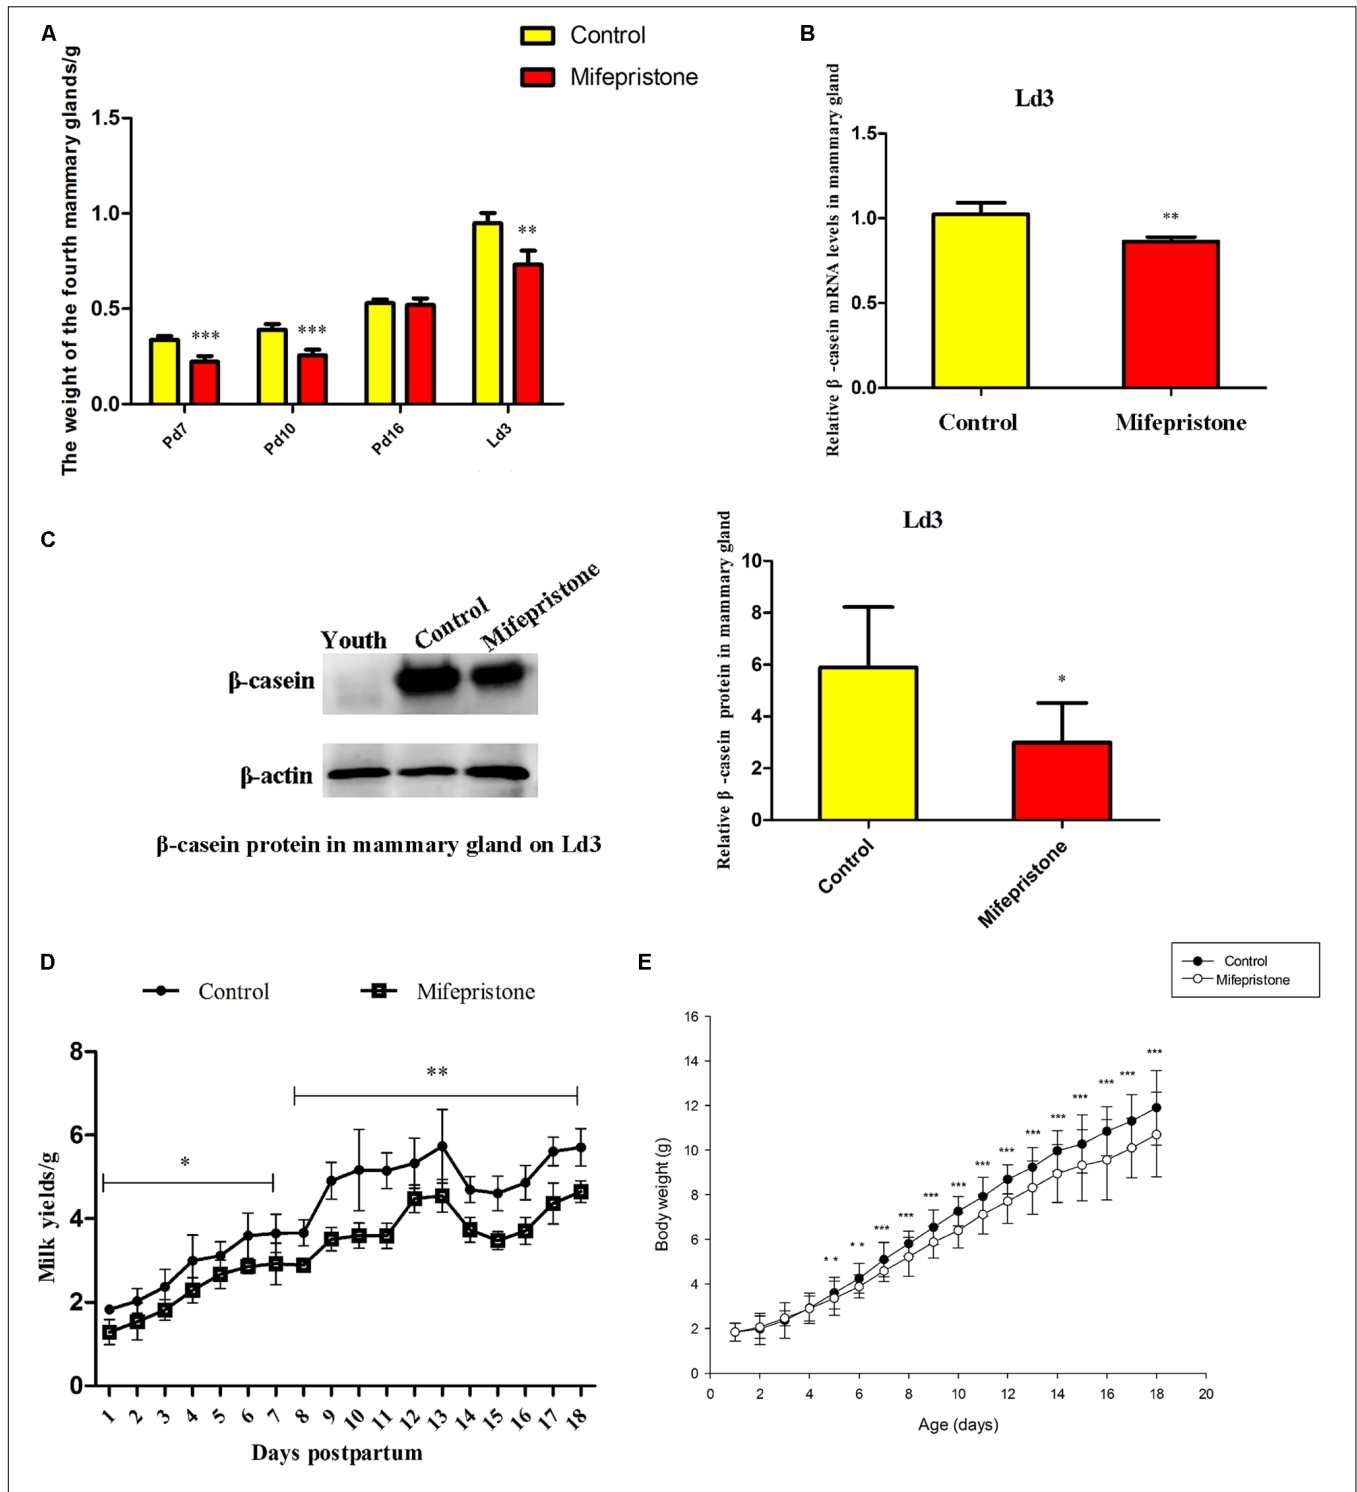 A
Control
Mifepristone
The weight of the fourth mammary glands/g
1.5
1.0
0.5
0.0
***
***
**
Pd7
Pd10
Pd16
Ld3
B
Ld3
Relative β -casein mRNA levels in mammary gland
1.5
1.0
0.5
0.0
**
Control
Mifepristone
C
Youth
Control
Mifepristone
β-casein
β-actin
β-casein protein in mammary gland on Ld3
Ld3
Relative β -casein protein in mammary gland
10
8
6
4
2
0
*
Control
Mifepristone
D
Control
Mifepristone
Milk yields/g
8
6
4
2
0
*
**
1 2 3 4 5 6 7 8 9 10 11 12 13 14 15 16 17 18
Days postpartum
E
Control
Mifepristone
Body weight (g)
16
14
12
10
8
6
4
2
0
* *
* *
***
***
***
***
***
***
***
***
***
***
***
***
0 2 4 6 8 10 12 14 16 18 20
Age (days)